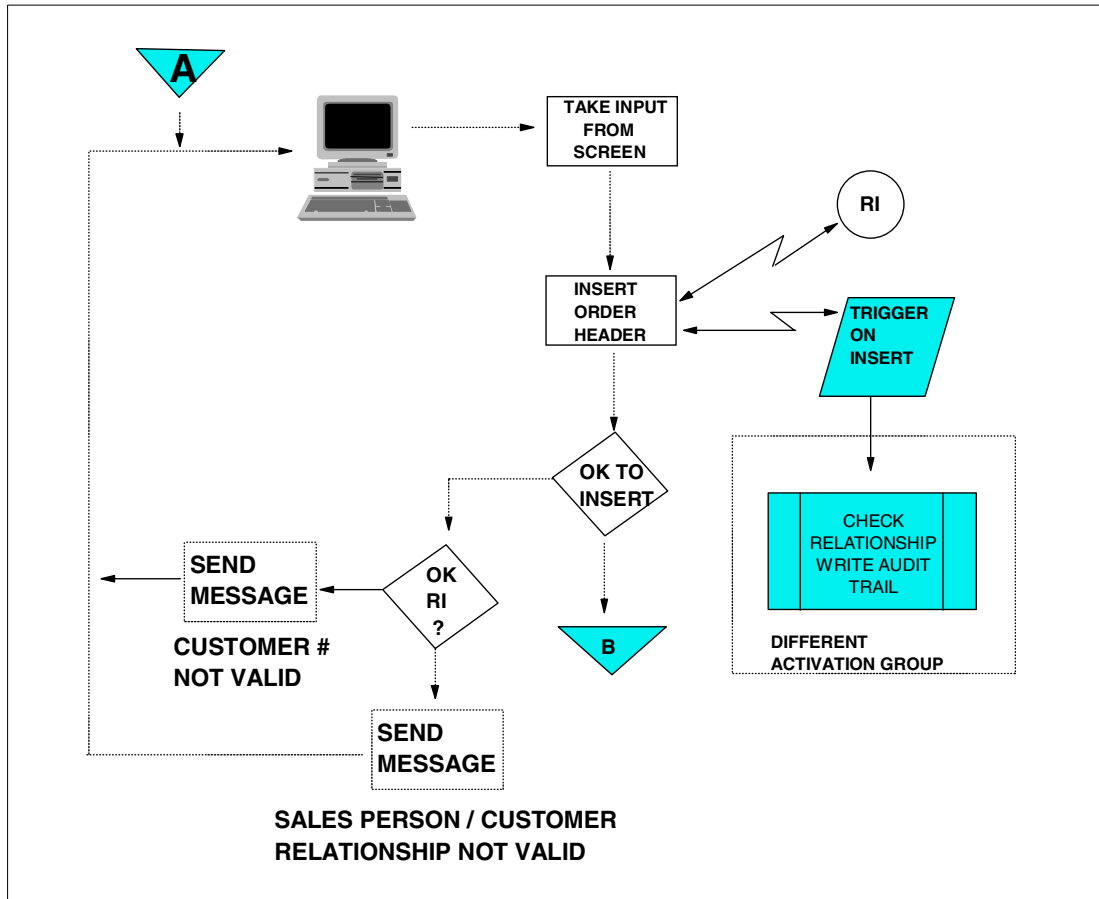 A
TAKE INPUT
FROM
SCREEN
RI
INSERT
ORDER
HEADER
TRIGGER
ON
INSERT
OK TO
INSERT
CHECK
RELATIONSHIP
WRITE AUDIT
TRAIL
DIFFERENT
ACTIVATION GROUP
SEND
MESSAGE
CUSTOMER #
NOT VALID
OK
RI
?
B
SEND
MESSAGE
SALES PERSON / CUSTOMER
RELATIONSHIP NOT VALID